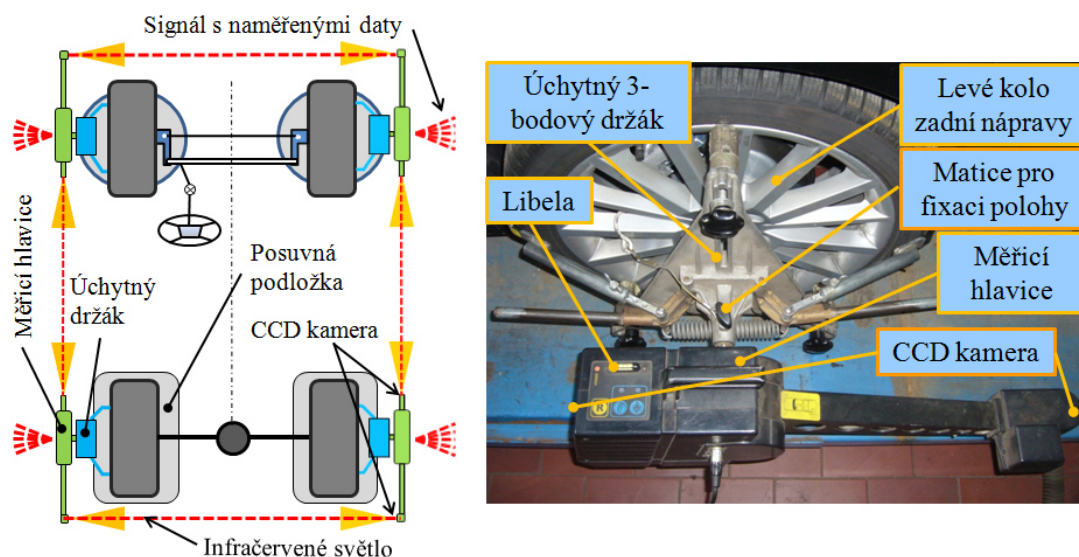 Signál s naměřenými daty
Měřicí hlavice
Úchytný
držák
Posuvná
podložka
CCD kamera
Infračervené světlo
Úchytný 3-
bodový držák
Levé kolo
zadní nápravy
Libela
Matice pro
fixaci polohy
Měřicí
hlavice
CCD kamera
R